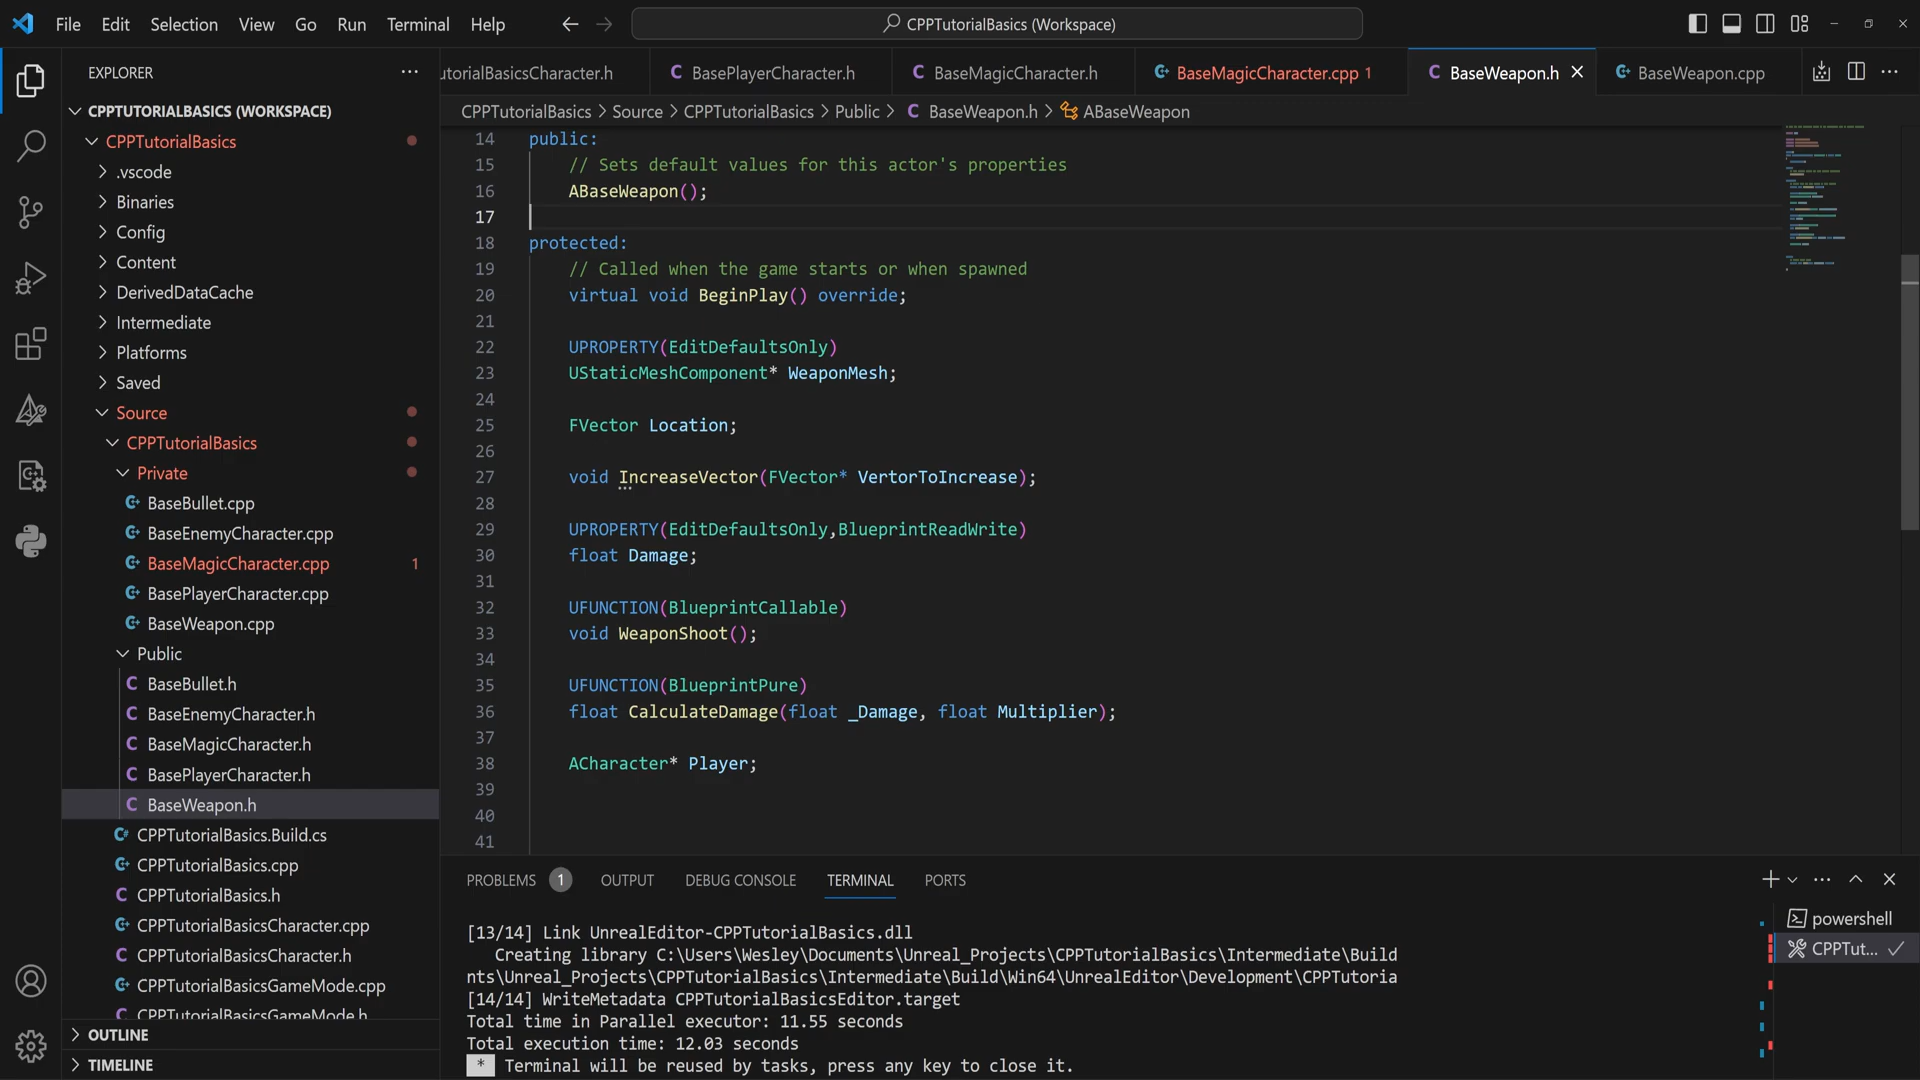 File Edit Selection View Go Run Terminal Help
CPPTutorialBasics (Workspace)
EXPLORER
CPPTUTORIALBASICS (WORKSPACE)
CPPTutorialBasics
.vscode
Binaries
Config
Content
DerivedDataCache
Intermediate
Platforms
Saved
Source
CPPTutorialBasics
Private
BaseBullet.cpp
BaseEnemyCharacter.cpp
BaseMagicCharacter.cpp 1
BasePlayerCharacter.cpp
BaseWeapon.cpp
Public
BaseBullet.h
BaseEnemyCharacter.h
BaseMagicCharacter.h
BasePlayerCharacter.h
BaseWeapon.h
CPPTutorialBasics.Build.cs
CPPTutorialBasics.cpp
CPPTutorialBasics.h
CPPTutorialBasicsCharacter.cpp
CPPTutorialBasicsCharacter.h
CPPTutorialBasicsGameMode.cpp
CPPTutorialBasicsGameMode.h
OUTLINE
TIMELINE
utorialBasicsCharacter.h BasePlayerCharacter.h BaseMagicCharacter.h BaseMagicCharacter.cpp 1 BaseWeapon.h BaseWeapon.cpp
CPPTutorialBasics > Source > CPPTutorialBasics > Public > C BaseWeapon.h > ABaseWeapon
14 public:
15 // Sets default values for this actor's properties
16 ABaseWeapon();
17
18 protected:
19 // Called when the game starts or when spawned
20 virtual void BeginPlay() override;
21
22 UPROPERTY(EditDefaultsOnly)
23 UStaticMeshComponent* WeaponMesh;
24
25 FVector Location;
26
27 void IncreaseVector(FVector* VertorToIncrease);
28
29 UPROPERTY(EditDefaultsOnly,BlueprintReadWrite)
30 float Damage;
31
32 UFUNCTION(BlueprintCallable)
33 void WeaponShoot();
34
35 UFUNCTION(BlueprintPure)
36 float CalculateDamage(float _Damage, float Multiplier);
37
38 ACharacter* Player;
39
40
41
PROBLEMS 1 OUTPUT DEBUG CONSOLE TERMINAL PORTS
[13/14] Link UnrealEditor-CPPTutorialBasics.dll
Creating library C:\Users\Wesley\Documents\Unreal_Projects\CPPTutorialBasics\Intermediate\Build
nts\Unreal_Projects\CPPTutorialBasics\Intermediate\Build\Win64\UnrealEditor\Development\CPPTutoria
[14/14] WriteMetadata CPPTutorialBasicsEditor.target
Total time in Parallel executor: 11.55 seconds
Total execution time: 12.03 seconds
* Terminal will be reused by tasks, press any key to close it.
powershell
CPPTut...